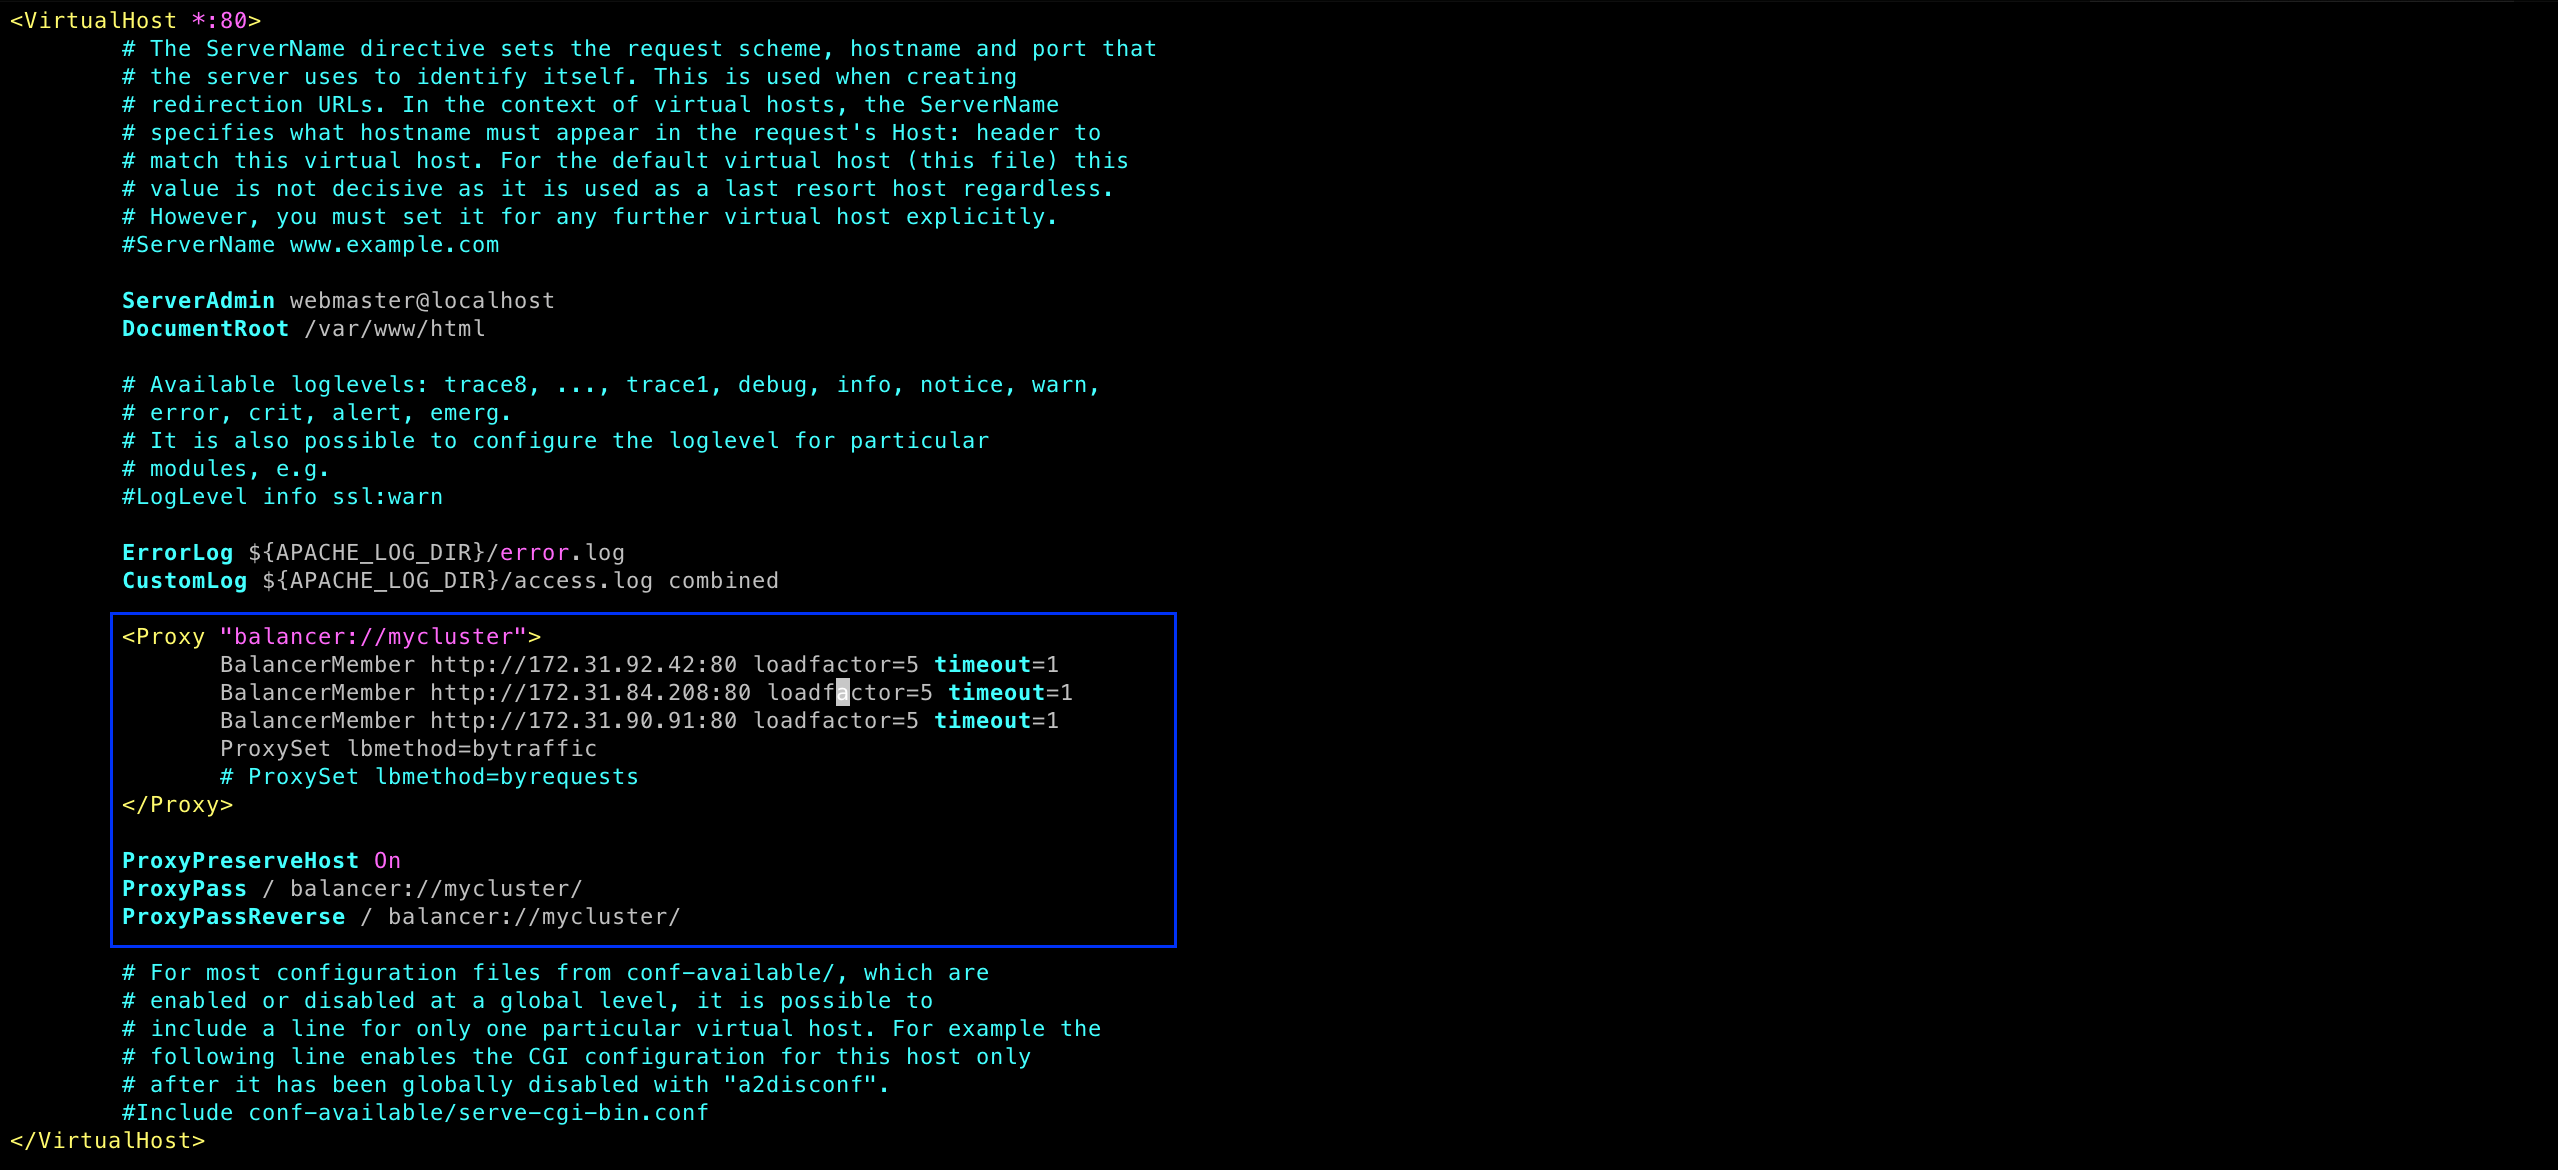 <VirtualHost *:80>
# The ServerName directive sets the request scheme, hostname and port that
# the server uses to identify itself. This is used when creating
# redirection URLs. In the context of virtual hosts, the ServerName
# specifies what hostname must appear in the request's Host: header to
# match this virtual host. For the default virtual host (this file) this
# value is not decisive as it is used as a last resort host regardless.
# However, you must set it for any further virtual host explicitly.
#ServerName www.example.com
ServerAdmin webmaster@localhost
DocumentRoot /var/www/html
# Available loglevels: trace8, ..., trace1, debug, info, notice, warn,
# error, crit, alert, emerg.
# It is also possible to configure the loglevel for particular
# modules, e.g.
#LogLevel info ssl:warn
ErrorLog ${APACHE_LOG_DIR}/error.log
CustomLog ${APACHE_LOG_DIR}/access.log combined
<Proxy "balancer://mycluster">
BalancerMember http://172.31.92.42:80 loadfactor=5 timeout=1
BalancerMember http://172.31.84.208:80 loadfactor=5 timeout=1
BalancerMember http://172.31.90.91:80 loadfactor=5 timeout=1
ProxySet lbmethod=bytraffic
# ProxySet lbmethod=byrequests
</Proxy>
ProxyPreserveHost On
ProxyPass / balancer://mycluster/
ProxyPassReverse / balancer://mycluster/
# For most configuration files from conf-available/, which are
# enabled or disabled at a global level, it is possible to
# include a line for only one particular virtual host. For example the
# following line enables the CGI configuration for this host only
# after it has been globally disabled with "a2disconf".
#Include conf-available/serve-cgi-bin.conf
</VirtualHost>